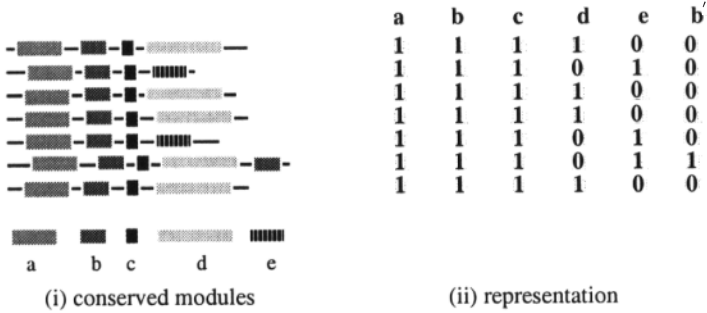 a b c d e b′
1 1 1 1 0 0
1 1 1 0 1 0
1 1 1 1 0 0
1 1 1 1 0 0
1 1 1 0 1 0
1 1 1 0 1 1
1 1 1 1 0 0
a b c d e
(i) conserved modules
(ii) representation